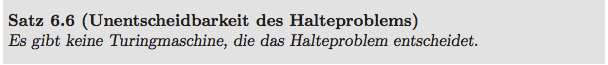 Satz 6.6 (Unentscheidbarkeit des Halteproblems)
Es gibt keine Turingmaschine, die das Halteproblem entscheidet.